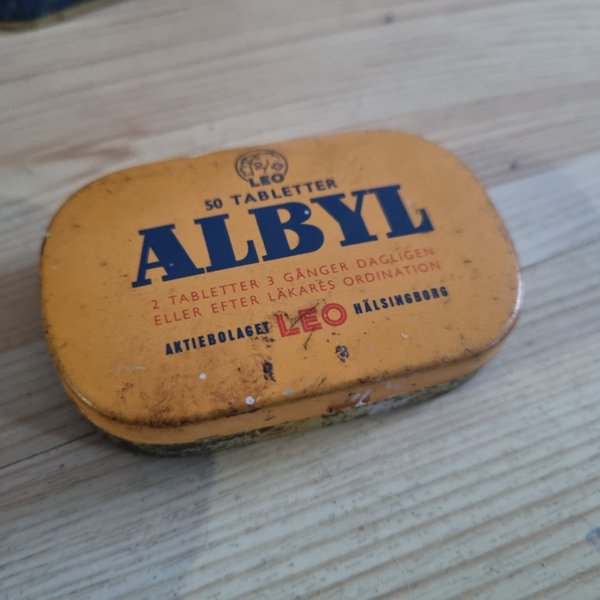 LEO
50 TABLETTER
ALBYL
2 TABLETTER 3 GÅNGER DAGLIGEN
ELLER EFTER LÄKARES ORDINATION
AKTIEBOLAGET LEO HÄLSINGBORG